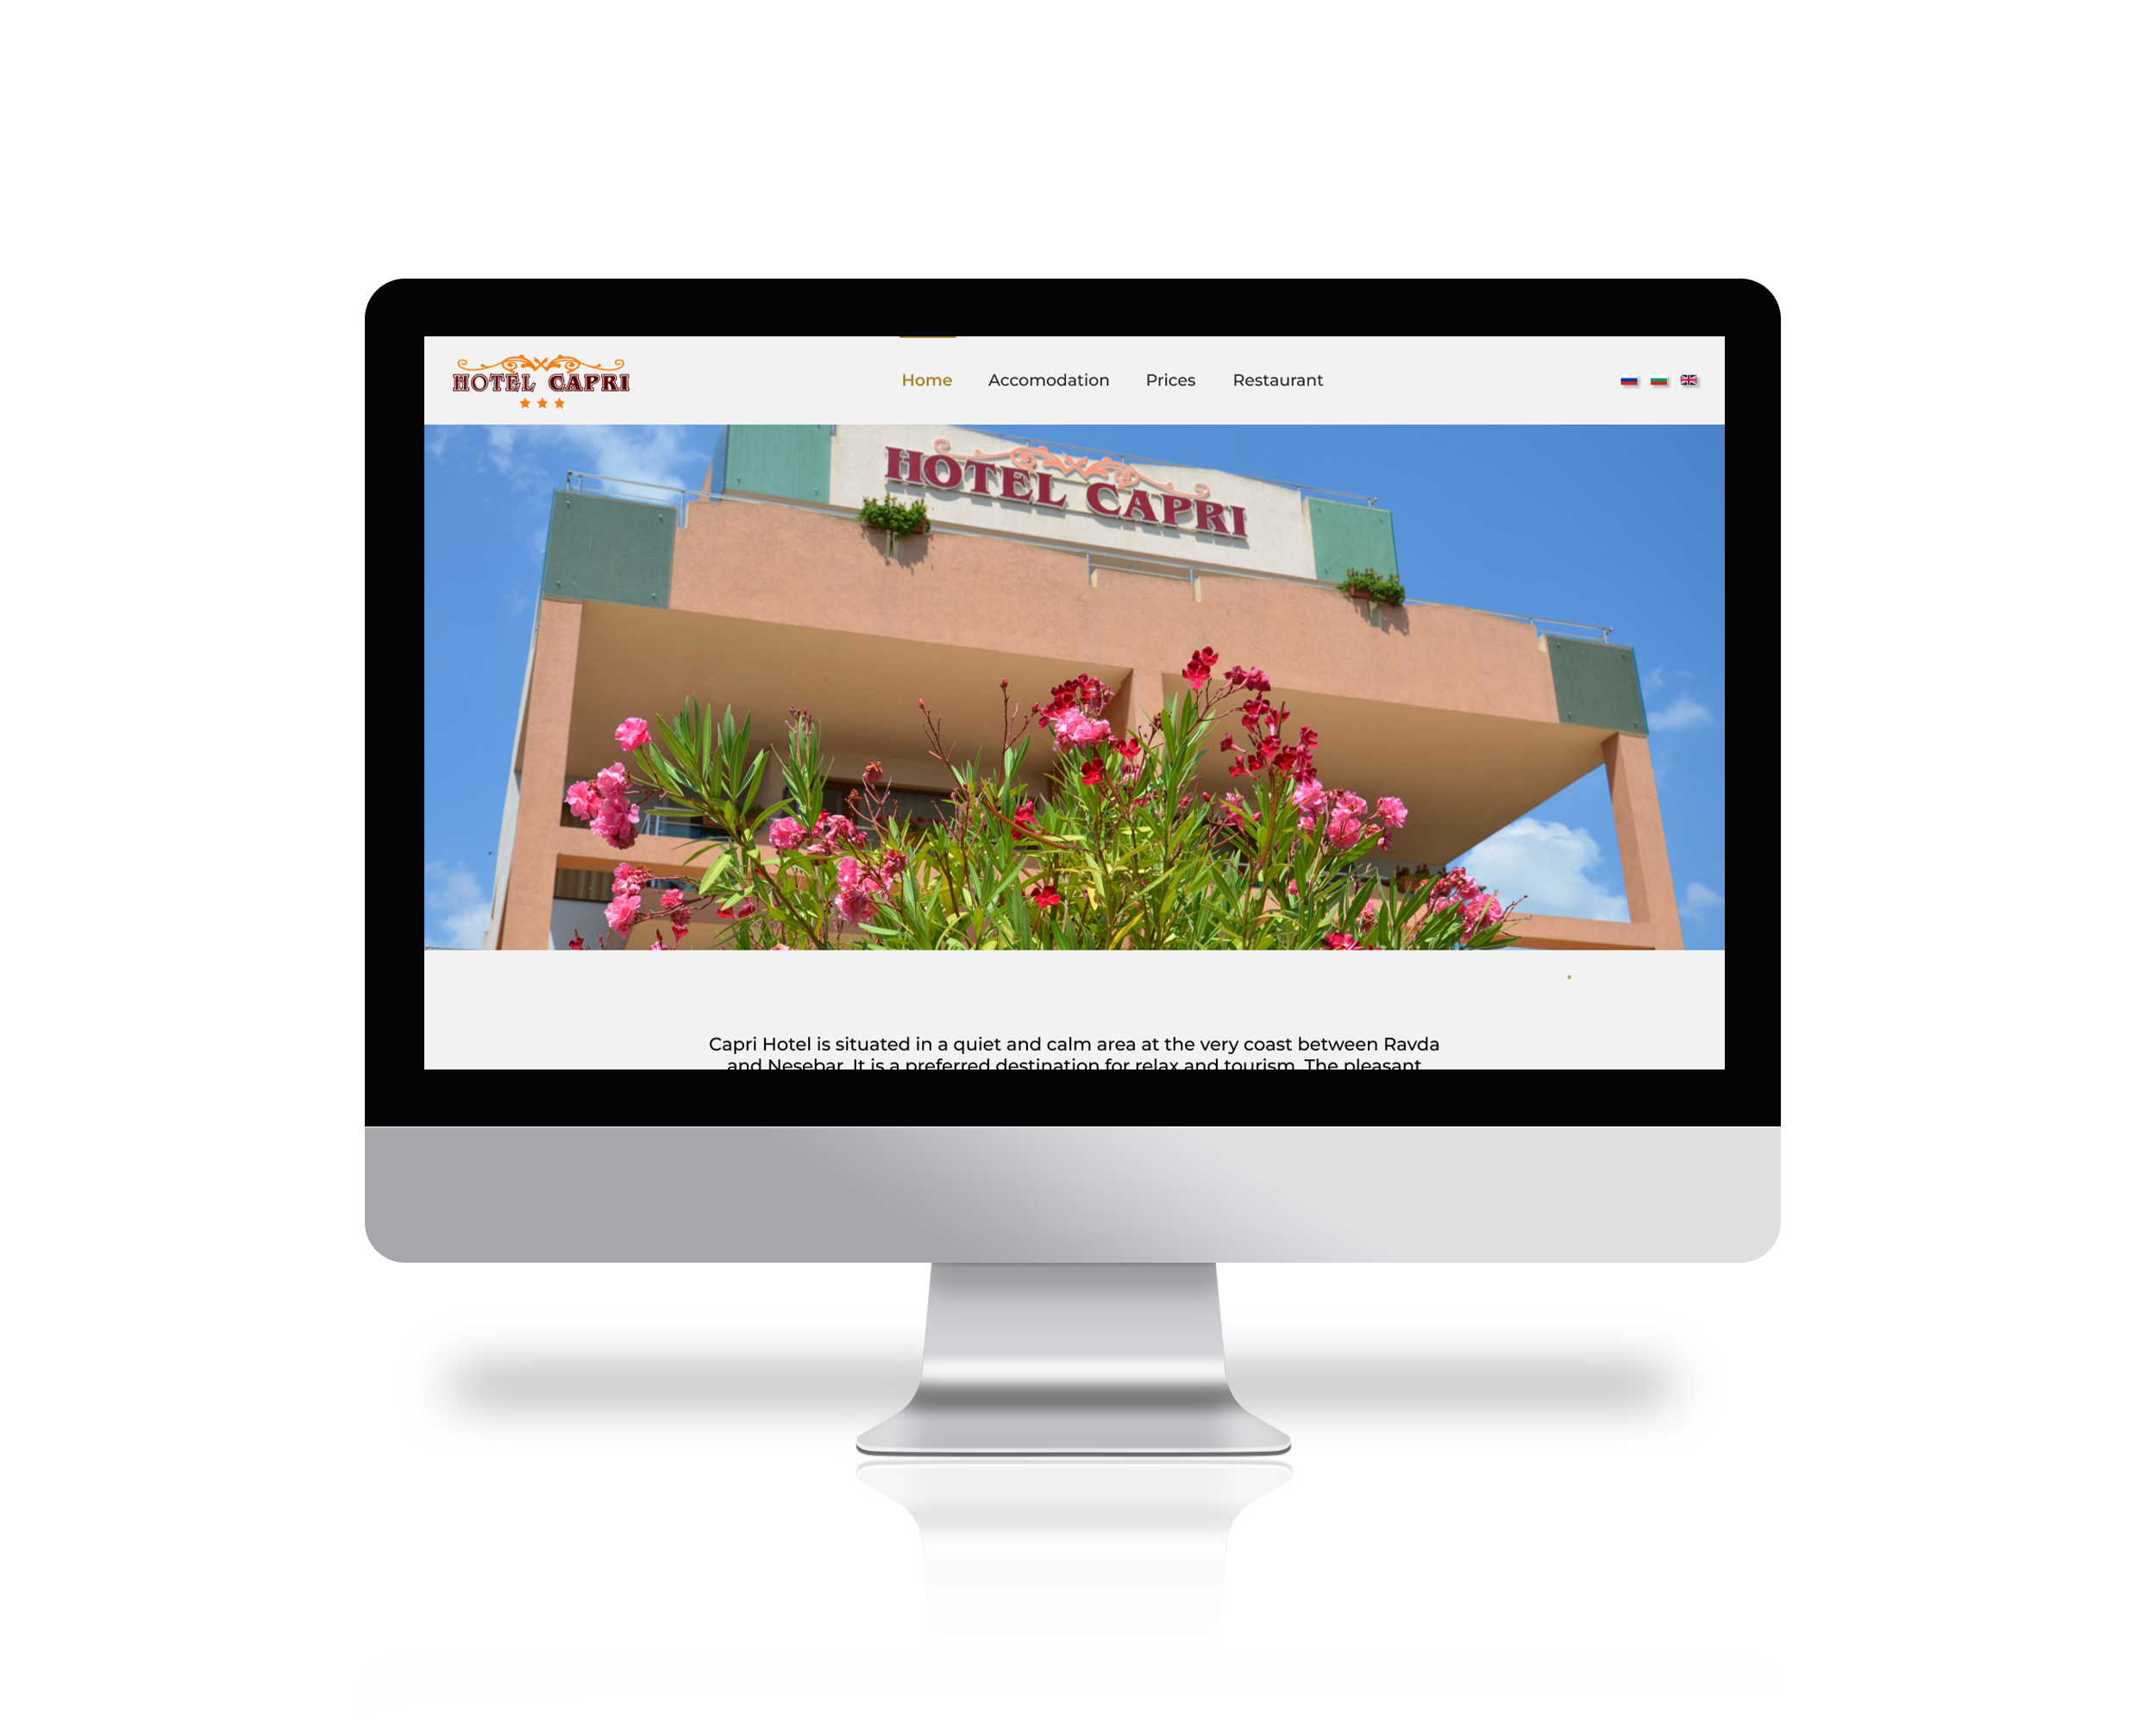 HOTEL CAPRI
Home Accomodation Prices Restaurant
HOTEL CAPRI
Capri Hotel is situated in a quiet and calm area at the very coast between Ravda
and Nesebar. It is a preferred destination for relax and tourism. The pleasant